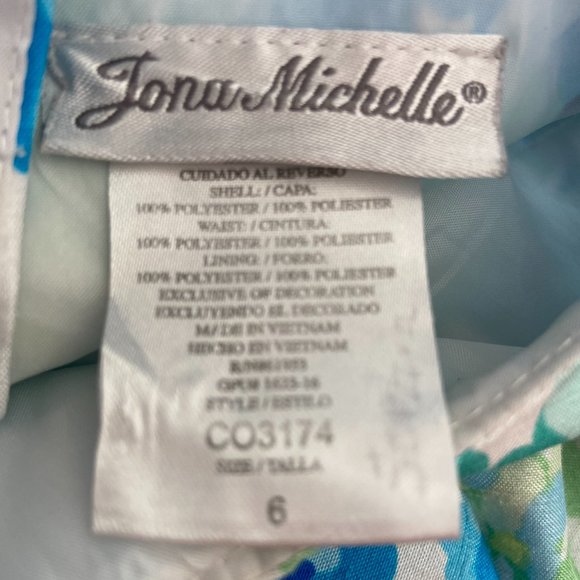 Jona Michelle®
CUIDADO AL REVERSO
SHELL: / CAPA:
100% POLYESTER / 100% POLIESTER
WAIST: / CINTURA:
100% POLYESTER / 100% POLIESTER
LINING: / FORRO:
100% POLYESTER / 100% POLIESTER
EXCLUSIVE OF DECORATION
EXCLUYENDO EL DECORADO
MADE IN VIETNAM
HECHO EN VIETNAM
STYLE / ESTILO
CO3174
SIZE / TALLA
6